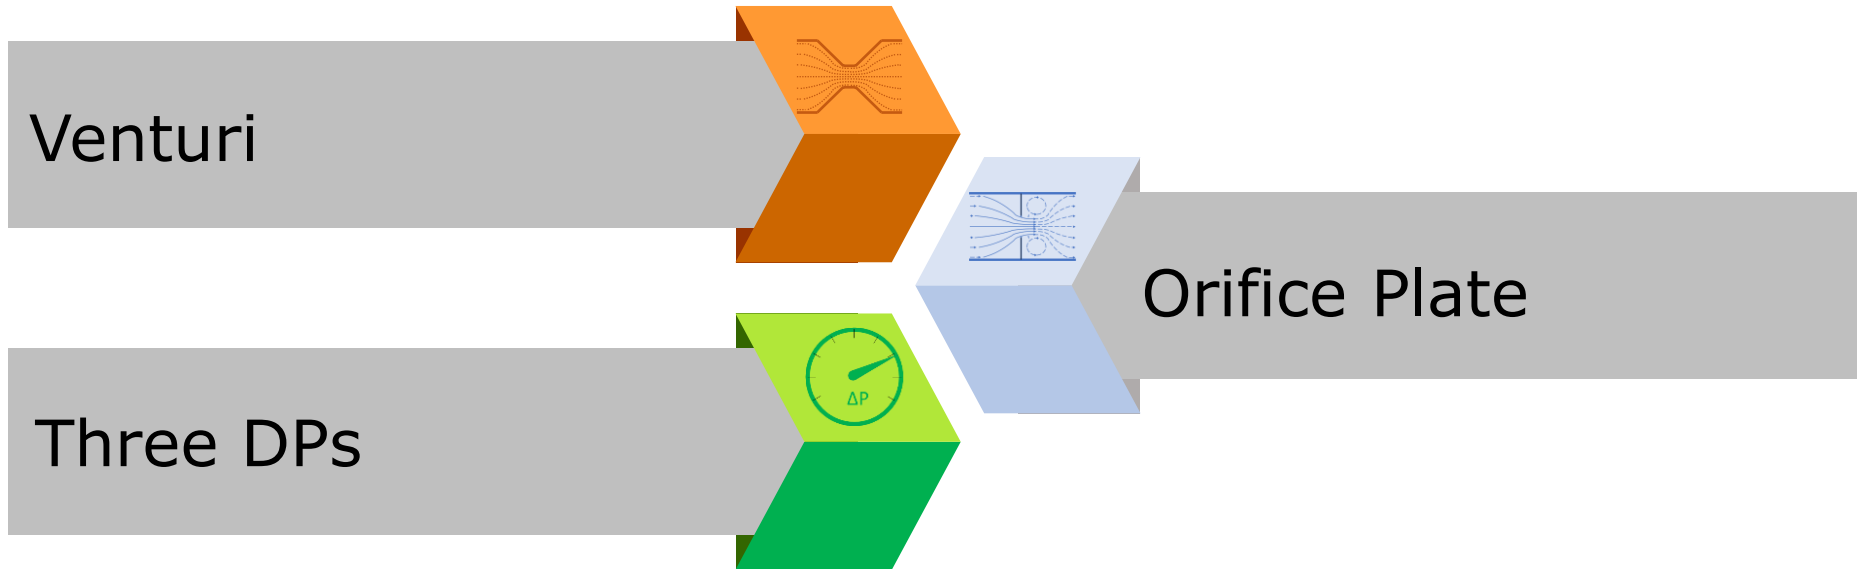 Venturi
Orifice Plate
ΔP
Three DPs